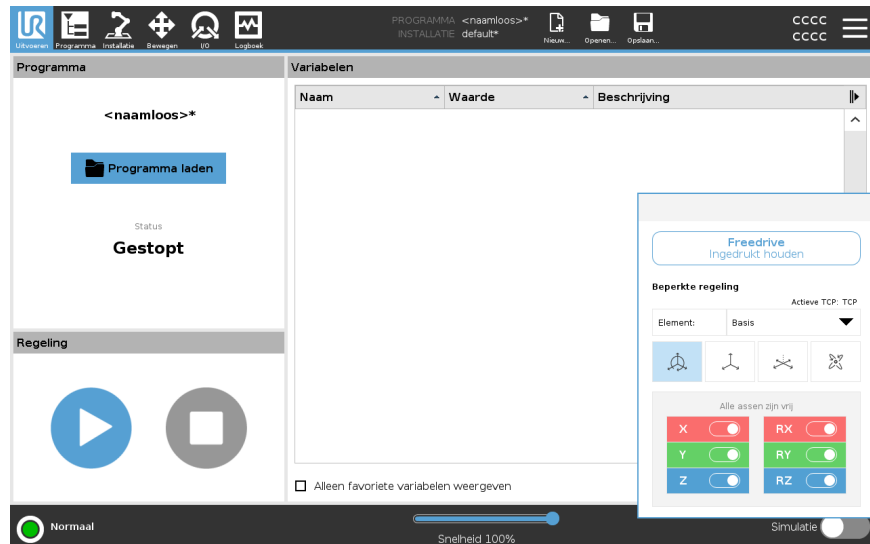 UR
Uitvoeren Programma Installatie Bewegen I/O Logboek
PROGRAMMA <naamloos>*
INSTALLATIE default*
Nieuw... Openen... Opslaan...
cccc
cccc
Programma
<naamloos>*
Programma laden
Status
Gestopt
Regeling
Variabelen
Naam Waarde Beschrijving
Alleen favoriete variabelen weergeven
Freedrive
Ingedrukt houden
Beperkte regeling
Actieve TCP: TCP
Element: Basis
Alle assen zijn vrij
X RX
Y RY
Z RZ
Normaal
Snelheid 100%
Simulatie